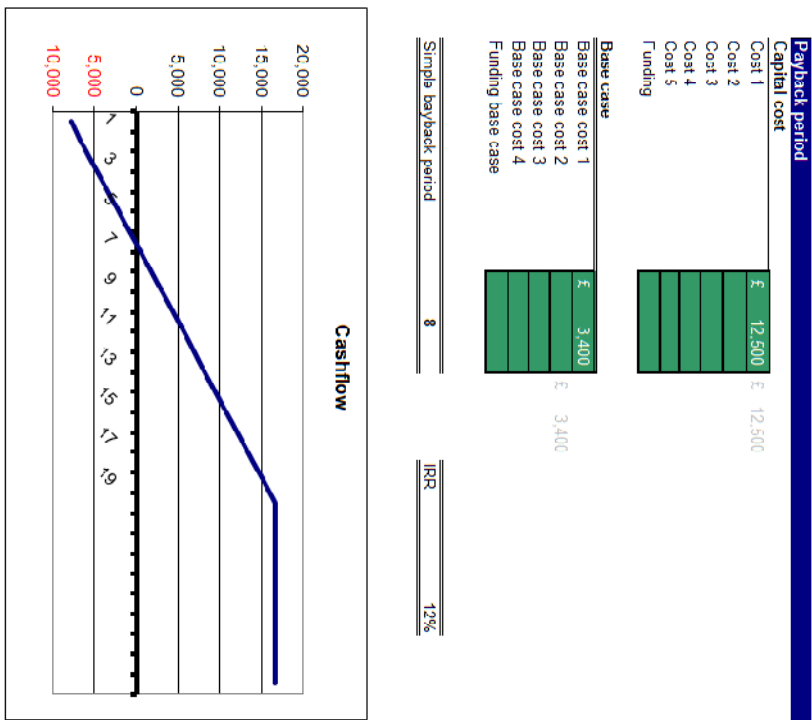 Payback period
Capital cost
Cost 1 £ 12,500 £ 12,500
Cost 2
Cost 3
Cost 4
Cost 5
Funding
Base case
Base case cost 1 £ 3,400
Base case cost 2 £ 3,400
Base case cost 3
Base case cost 4
Funding base case
Simple bayback period 8 IRR 12%
Cashflow
20,000
15,000
10,000
5,000
0
5,000
10,000
1 3 5 7 9 11 13 15 17 19